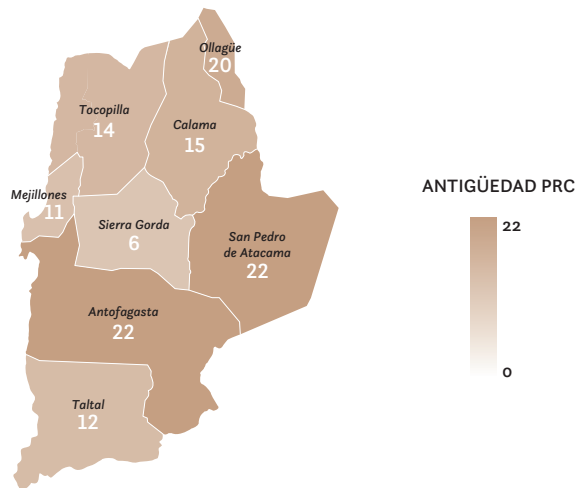 Ollagüe
20
Tocopilla
14
Calama
15
Mejillones
11
Sierra Gorda
6
San Pedro
de Atacama
22
Antofagasta
22
Taltal
12
ANTIGÜEDAD PRC
22
0